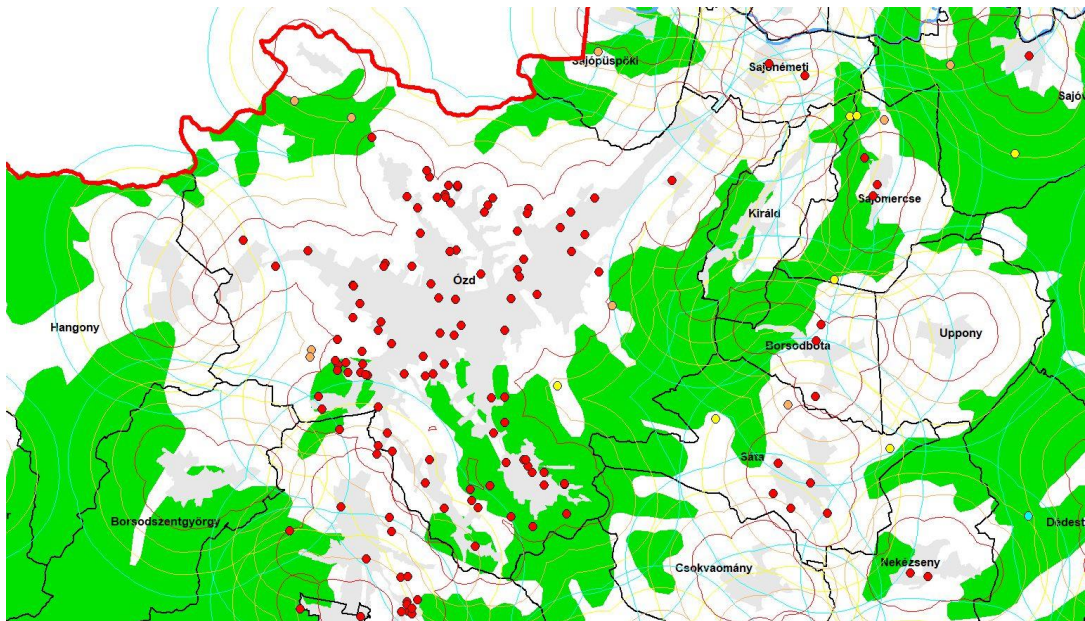 Sajópüspöki
Sajónémeti
Sajóv
Királd
Sajómercse
Ózd
Hangony
Uppony
Borsodbóta
Sáta
r
Borsodszentgyörgy
Dédest
Csokvaomány
Nekézseny